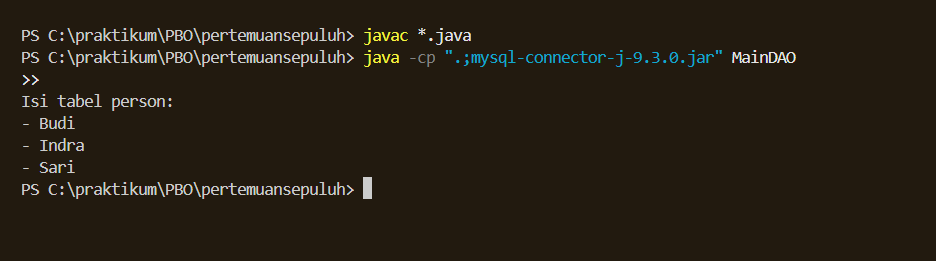 PS C:\praktikum\PBO\pertemuansepuluh> javac *.java
PS C:\praktikum\PBO\pertemuansepuluh> java -cp ".;mysql-connector-j-9.3.0.jar" MainDAO
>>
Isi tabel person:
- Budi
- Indra
- Sari
PS C:\praktikum\PBO\pertemuansepuluh>